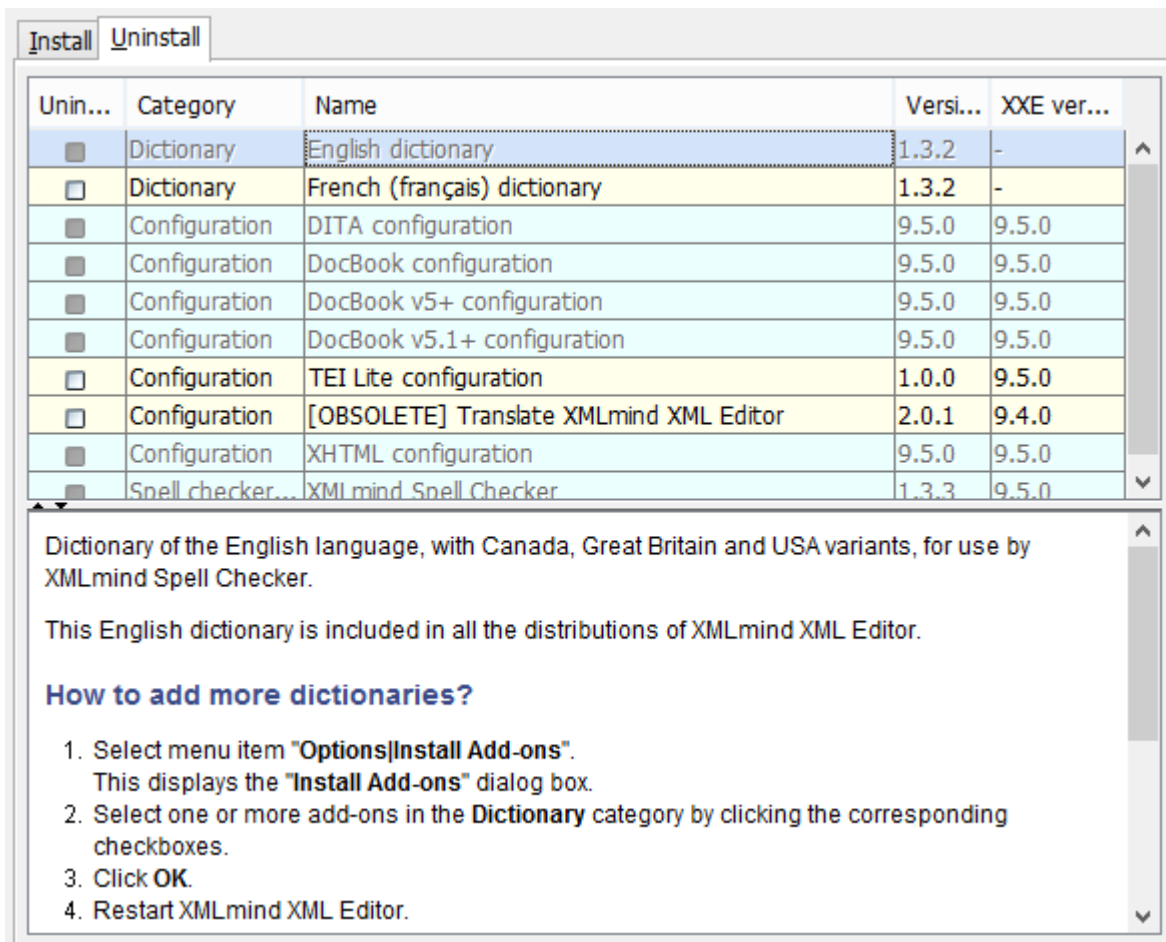 Install Uninstall
Unin... Category Name Versi... XXE ver...
Dictionary English dictionary 1.3.2 -
Dictionary French (français) dictionary 1.3.2 -
Configuration DITA configuration 9.5.0 9.5.0
Configuration DocBook configuration 9.5.0 9.5.0
Configuration DocBook v5+ configuration 9.5.0 9.5.0
Configuration DocBook v5.1+ configuration 9.5.0 9.5.0
Configuration TEI Lite configuration 1.0.0 9.5.0
Configuration [OBSOLETE] Translate XMLmind XML Editor 2.0.1 9.4.0
Configuration XHTML configuration 9.5.0 9.5.0
Spell checker... XMLmind Spell Checker 1.3.3 9.5.0
Dictionary of the English language, with Canada, Great Britain and USA variants, for use by
XMLmind Spell Checker.
This English dictionary is included in all the distributions of XMLmind XML Editor.
How to add more dictionaries?
1. Select menu item "Options|Install Add-ons".
This displays the "Install Add-ons" dialog box.
2. Select one or more add-ons in the Dictionary category by clicking the corresponding
checkboxes.
3. Click OK.
4. Restart XMLmind XML Editor.